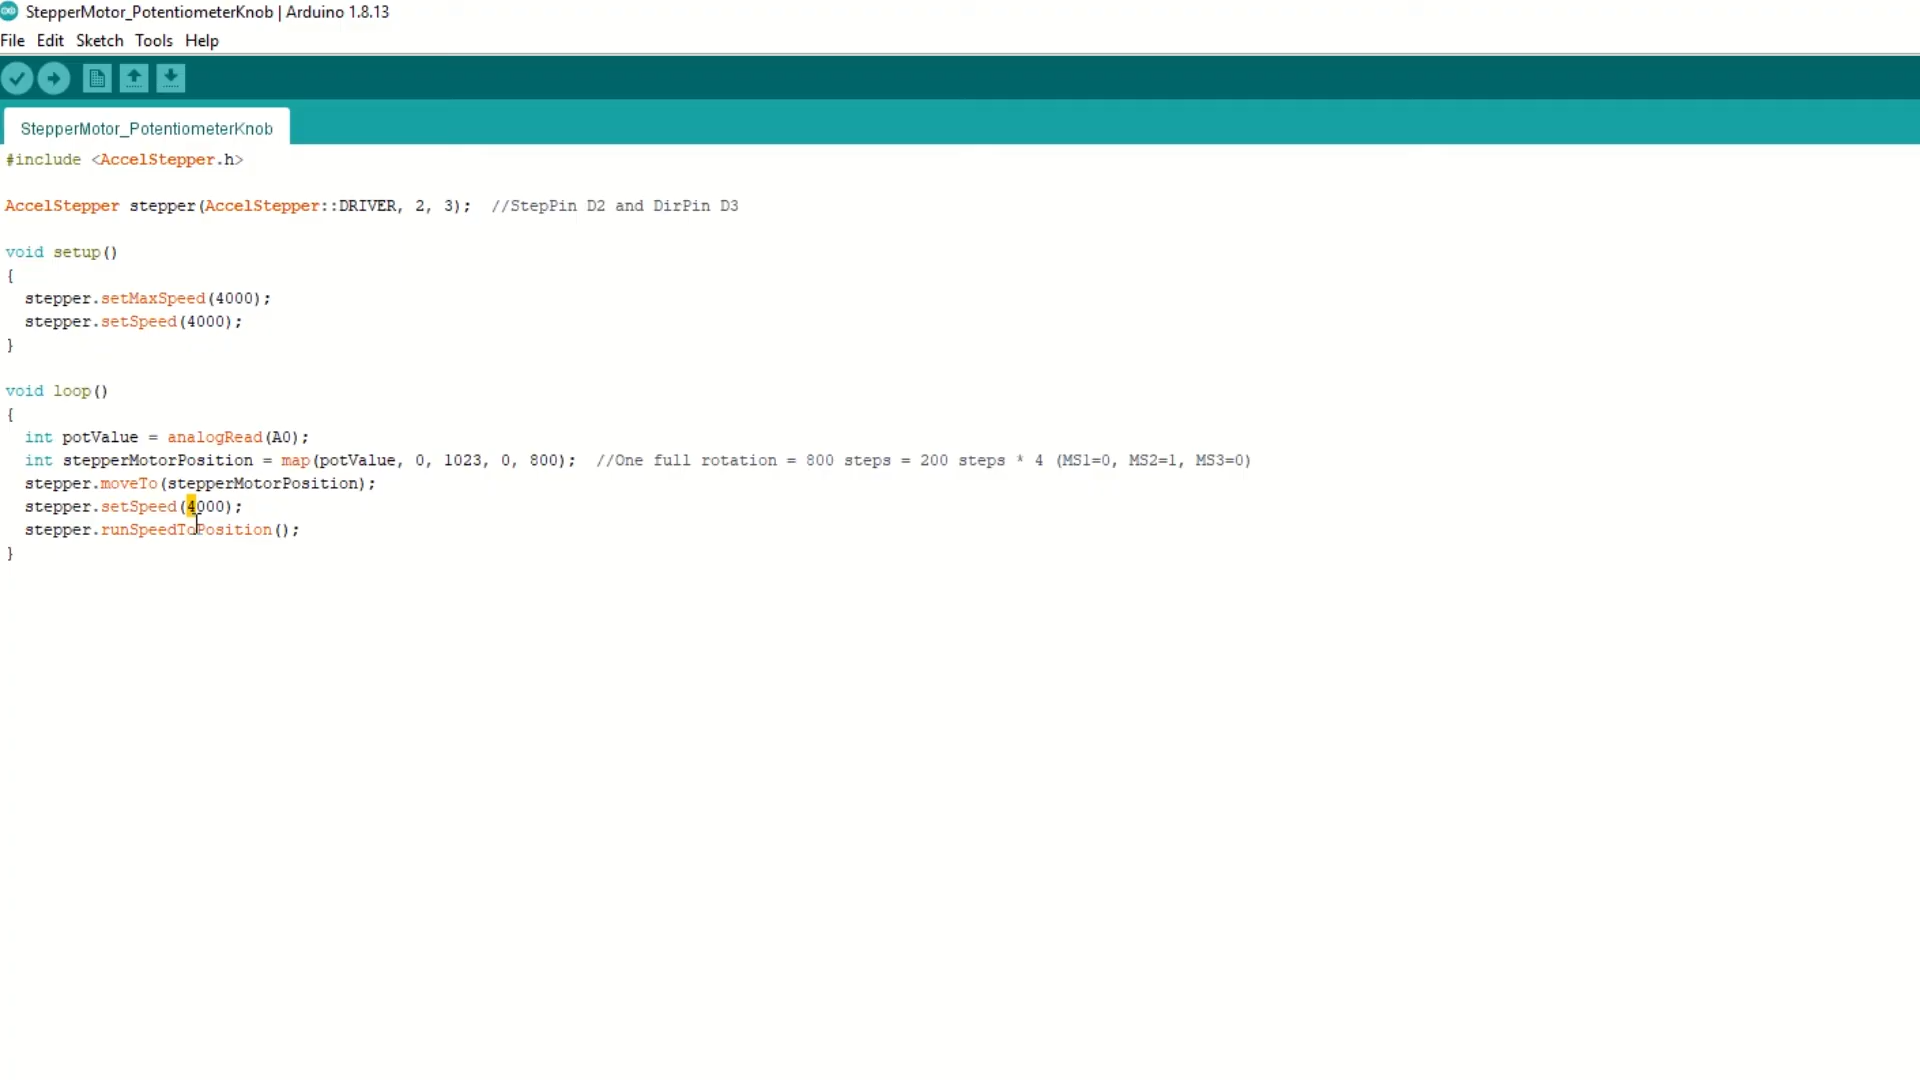 StepperMotor_PotentiometerKnob | Arduino 1.8.13
File Edit Sketch Tools Help
StepperMotor_PotentiometerKnob
#include <AccelStepper.h>
AccelStepper stepper(AccelStepper::DRIVER, 2, 3);  //StepPin D2 and DirPin D3
void setup()
{
  stepper.setMaxSpeed(4000);
  stepper.setSpeed(4000);
}
void loop()
{
  int potValue = analogRead(A0);
  int stepperMotorPosition = map(potValue, 0, 1023, 0, 800);  //One full rotation = 800 steps = 200 steps * 4 (MS1=0, MS2=1, MS3=0)
  stepper.moveTo(stepperMotorPosition);
  stepper.setSpeed(4000);
  stepper.runSpeedToPosition();
}